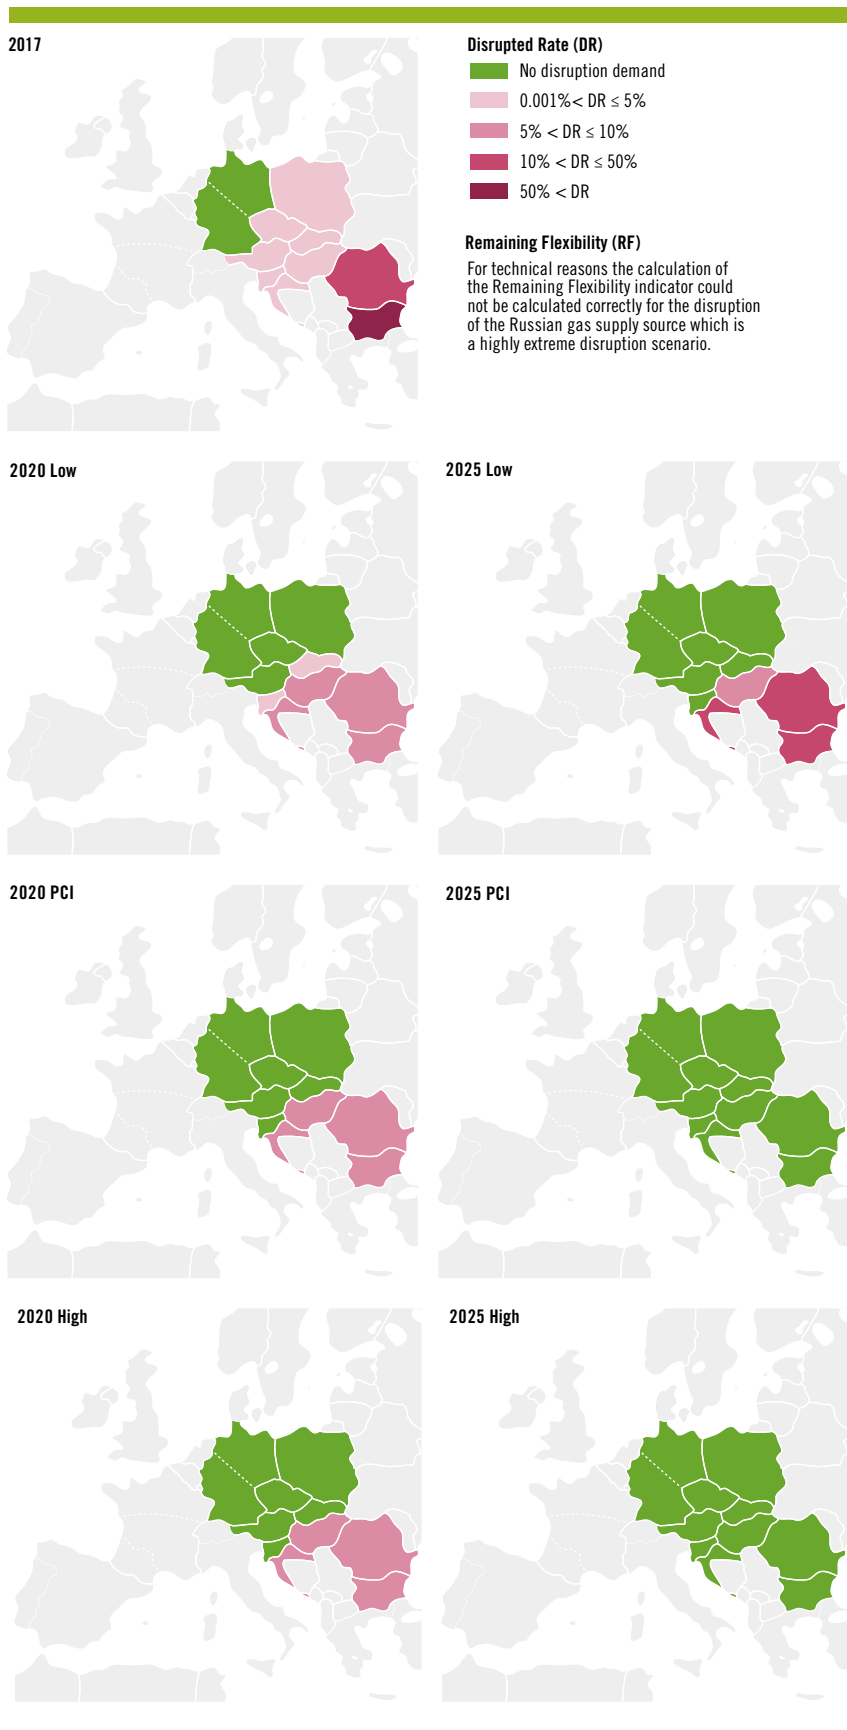 2017
Disrupted Rate (DR)
No disruption demand
0.001%< DR ≤ 5%
5% < DR ≤ 10%
10% < DR ≤ 50%
50% < DR
Remaining Flexibility (RF)
For technical reasons the calculation of
the Remaining Flexibility indicator could
not be calculated correctly for the disruption
of the Russian gas supply source which is
a highly extreme disruption scenario.
2020 Low
2025 Low
2020 PCI
2025 PCI
2020 High
2025 High